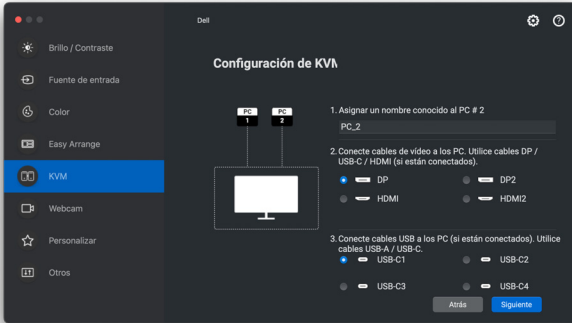 Dell
Brillo / Contraste
Fuente de entrada
Color
Easy Arrange
KVM
Webcam
Personalizar
Otros
Configuración de KVM
PC
1
PC
2
1. Asignar un nombre conocido al PC # 2
PC_2
2. Conecte cables de vídeo a los PC. Utilice cables DP /
USB-C / HDMI (si están conectados).
DP
DP2
HDMI
HDMI2
3. Conecte cables USB a los PC (si están conectados). Utilice
cables USB-A / USB-C.
USB-C1
USB-C2
USB-C3
USB-C4
Atrás
Siguiente